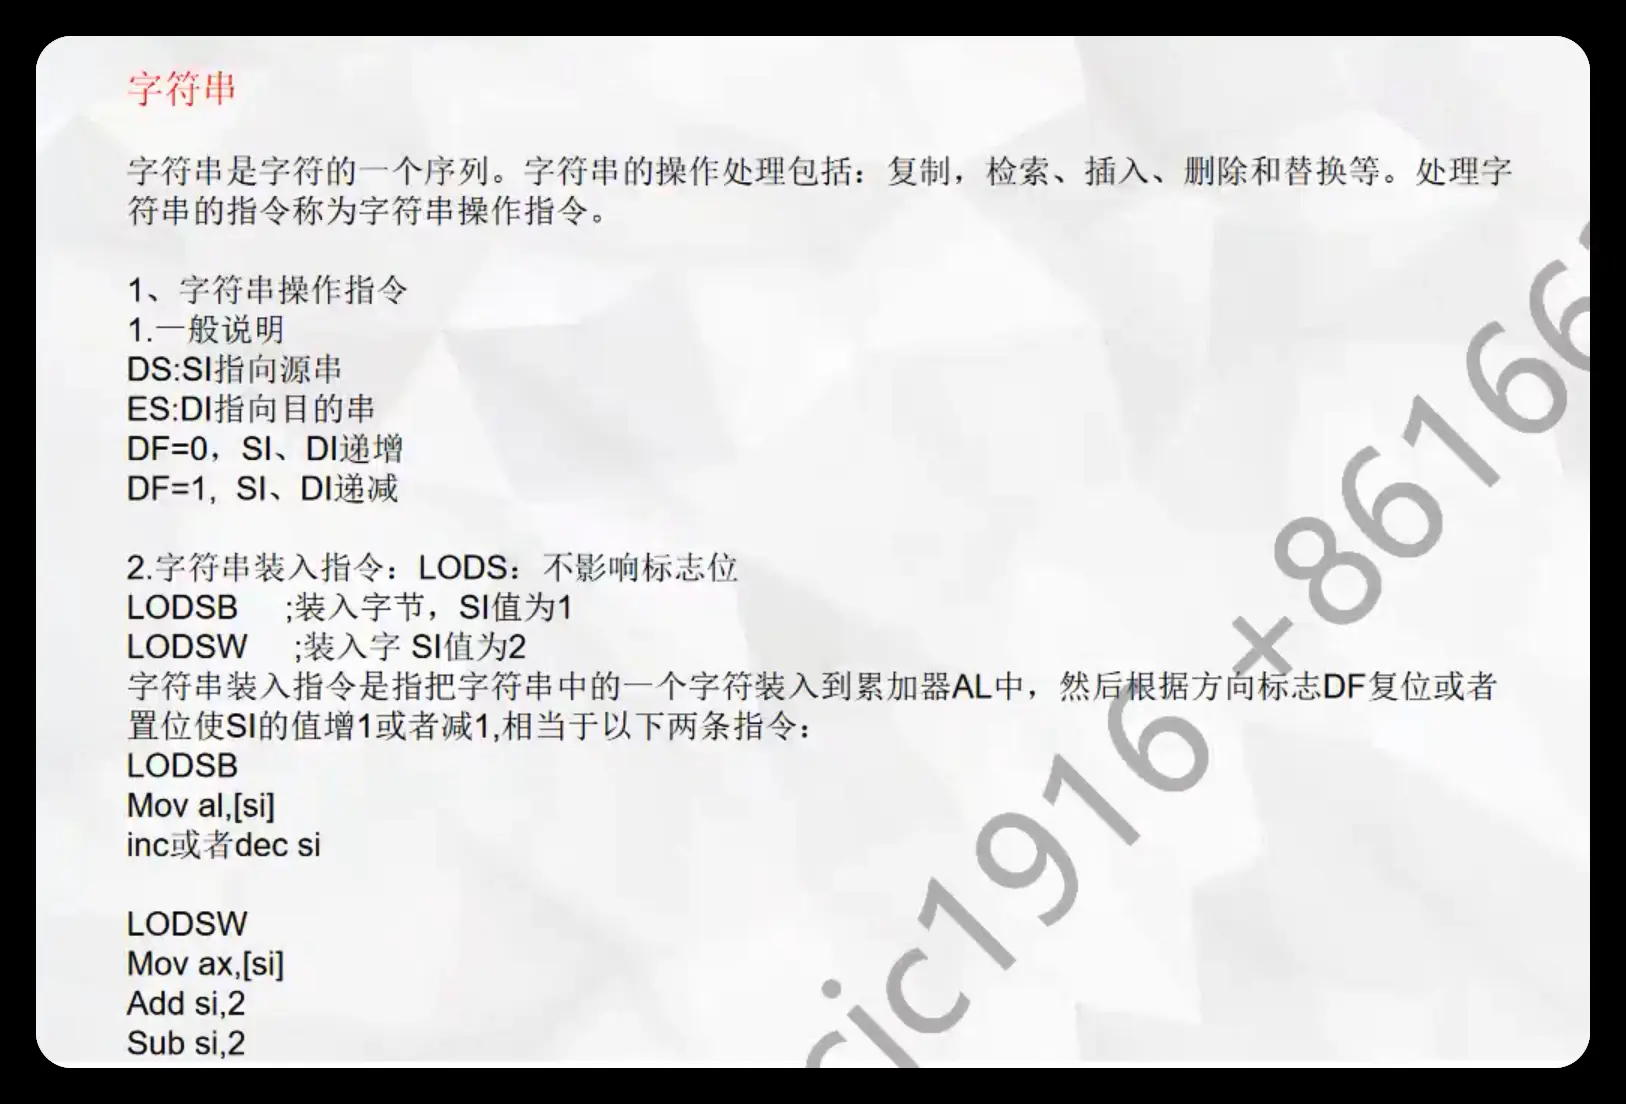 字符串
字符串是字符的一个序列。字符串的操作处理包括：复制，检索、插入、删除和替换等。处理字
符串的指令称为字符串操作指令。
1、字符串操作指令
1.一般说明
DS:SI指向源串
ES:DI指向目的串
DF=0，SI、DI递增
DF=1，SI、DI递减
2.字符串装入指令：LODS：不影响标志位
LODSB ;装入字节，SI值为1
LODSW ;装入字 SI值为2
字符串装入指令是指把字符串中的一个字符装入到累加器AL中，然后根据方向标志DF复位或者
置位使SI的值增1或者减1,相当于以下两条指令：
LODSB
Mov al,[si]
inc或者dec si
LODSW
Mov ax,[si]
Add si,2
Sub si,2
sic1916 +86166